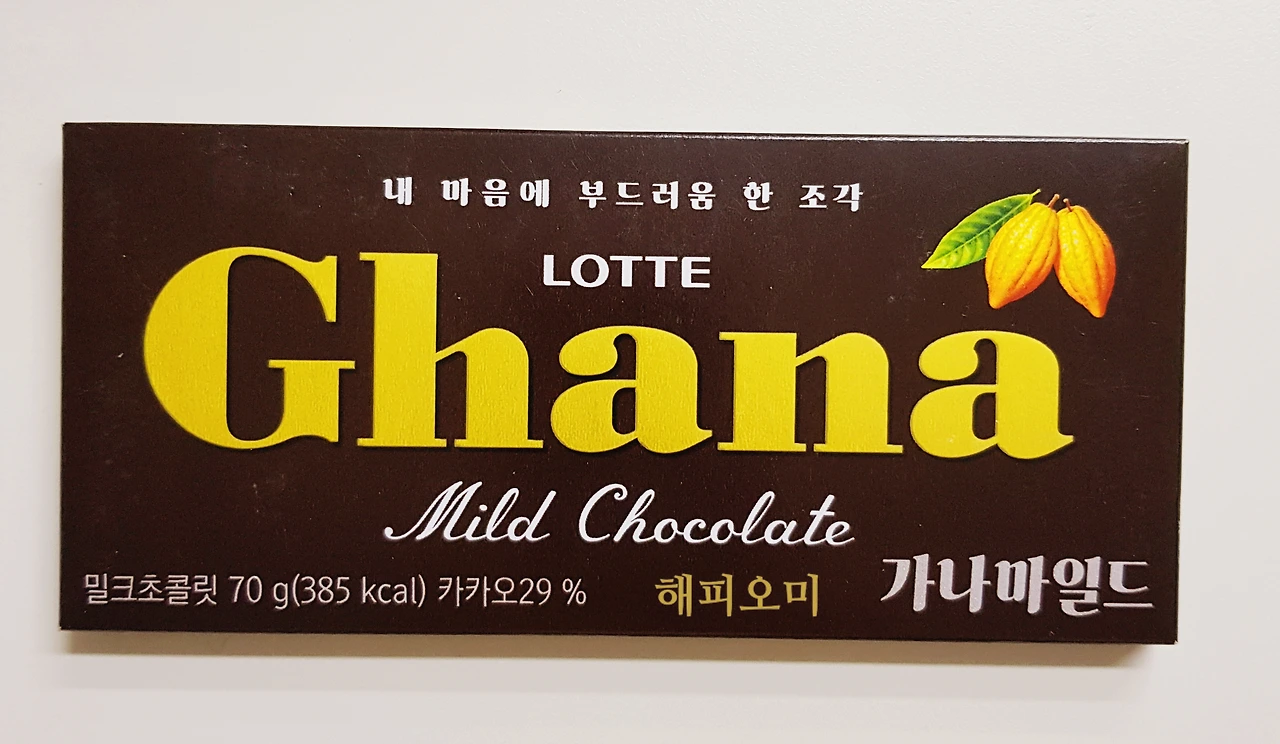 내 마음에 부드러움 한 조각
LOTTE
Ghana
Mild Chocolate
밀크초콜릿 70 g(385 kcal) 카카오29 % 해피오미 가나마일드